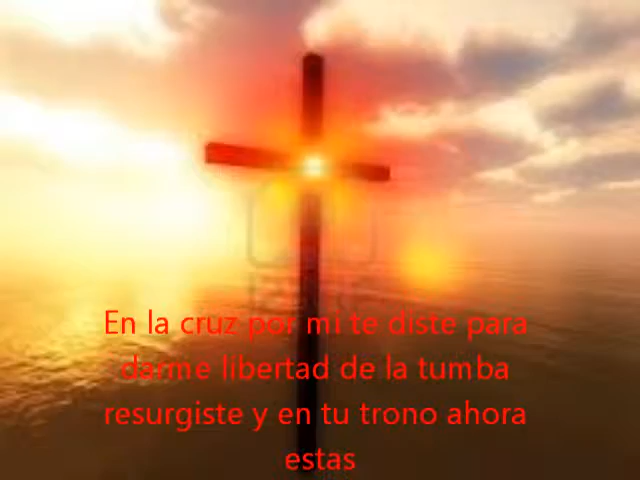 En la cruz por mi te diste para
darme libertad de la tumba
resurgiste y en tu trono ahora
estas